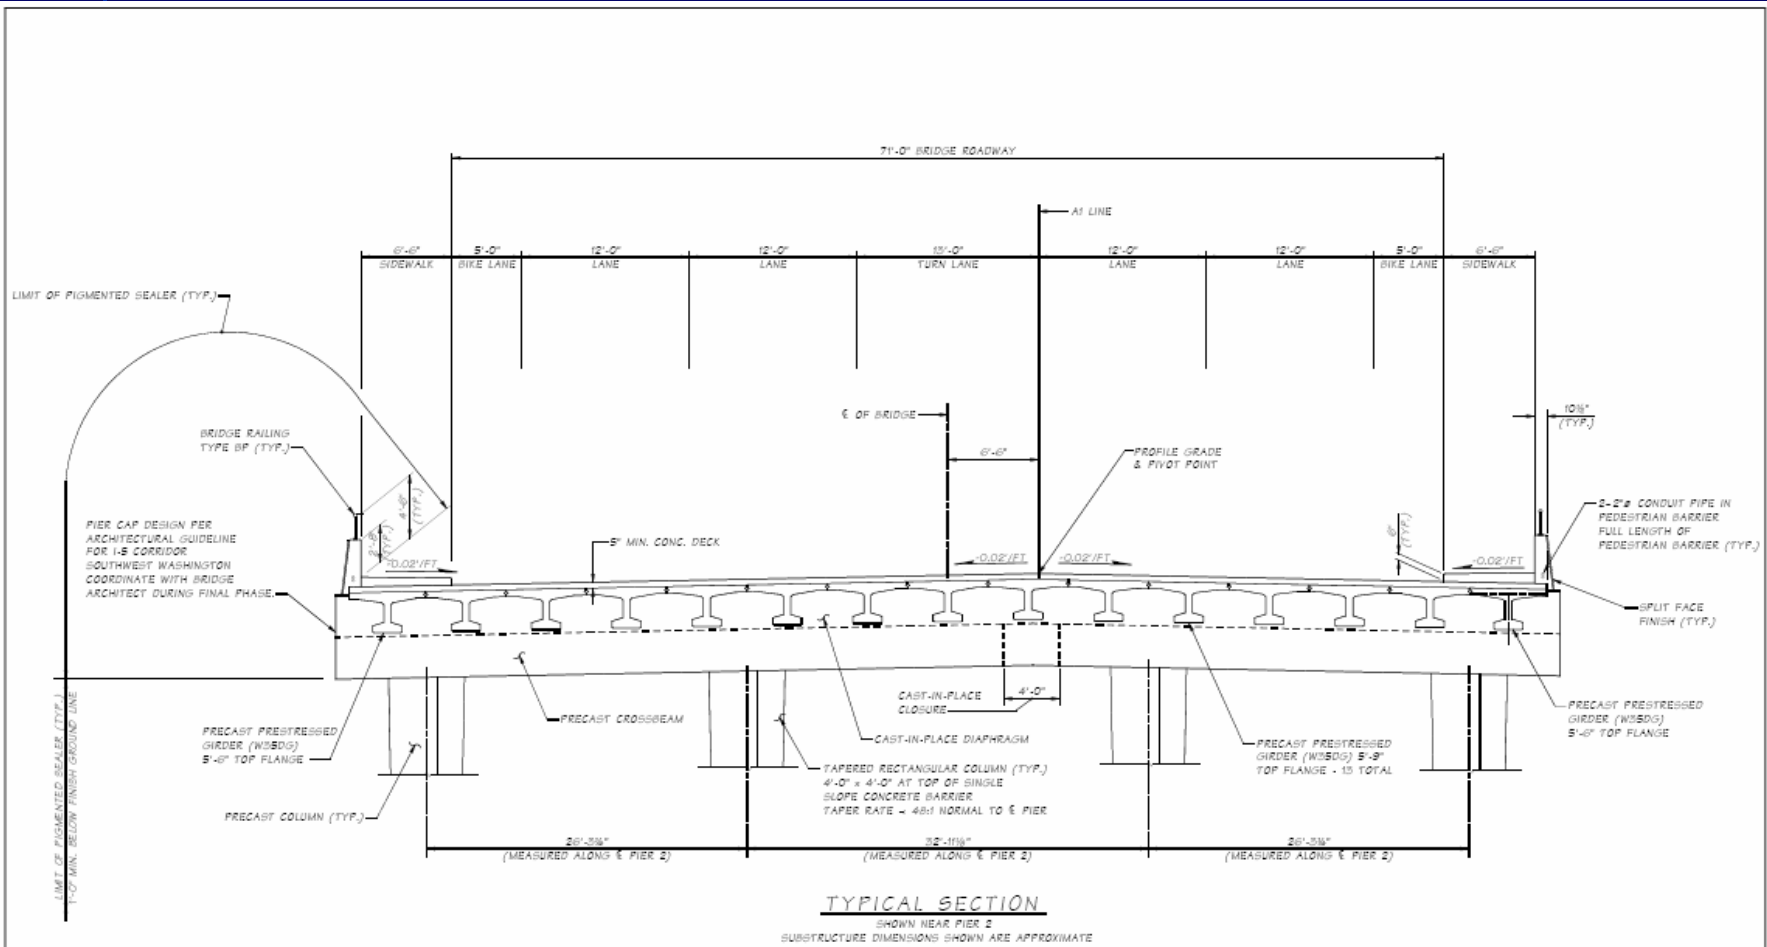 71'-0" BRIDGE ROADWAY
A1 LINE
6'-6" 5'-0" 12'-0" 12'-0" 13'-0" 12'-0" 12'-0" 5'-0" 6'-6"
SIDEWALK BIKE LANE LANE LANE TURN LANE LANE LANE BIKE LANE SIDEWALK
LIMIT OF PIGMENTED SEALER (TYP.)
℄ OF BRIDGE
10½"
(TYP.)
BRIDGE RAILING
TYPE BP (TYP.)
6'-6"
PROFILE GRADE
& PIVOT POINT
(TYP.)
(TYP.)
(TYP.)
2-2"ø CONDUIT PIPE IN
PEDESTRIAN BARRIER
FULL LENGTH OF
PEDESTRIAN BARRIER (TYP.)
PIER CAP DESIGN PER
ARCHITECTURAL GUIDELINE
FOR I-5 CORRIDOR
SOUTHWEST WASHINGTON
COORDINATE WITH BRIDGE
ARCHITECT DURING FINAL PHASE.
5" MIN. CONC. DECK
-0.02'/FT -0.02'/FT -0.02'/FT -0.02'/FT
SPLIT FACE
FINISH (TYP.)
CAST-IN-PLACE
CLOSURE
4'-0"
PRECAST CROSSBEAM
CAST-IN-PLACE DIAPHRAGM
PRECAST PRESTRESSED
GIRDER (W35DG)
5'-6" TOP FLANGE
PRECAST PRESTRESSED
GIRDER (W35DG) 5'-9"
TOP FLANGE - 13 TOTAL
PRECAST PRESTRESSED
GIRDER (W35DG)
5'-6" TOP FLANGE
TAPERED RECTANGULAR COLUMN (TYP.)
4'-0" x 4'-0" AT TOP OF SINGLE
SLOPE CONCRETE BARRIER
TAPER RATE = 48:1 NORMAL TO ℄ PIER
PRECAST COLUMN (TYP.)
LIMIT OF PIGMENTED SEALER (TYP.)
1'-0" MIN. BELOW FINISH GROUND LINE
26'-3¾" 32'-11½" 26'-3¾"
(MEASURED ALONG ℄ PIER 2) (MEASURED ALONG ℄ PIER 2) (MEASURED ALONG ℄ PIER 2)
TYPICAL SECTION
SHOWN NEAR PIER 2
SUBSTRUCTURE DIMENSIONS SHOWN ARE APPROXIMATE